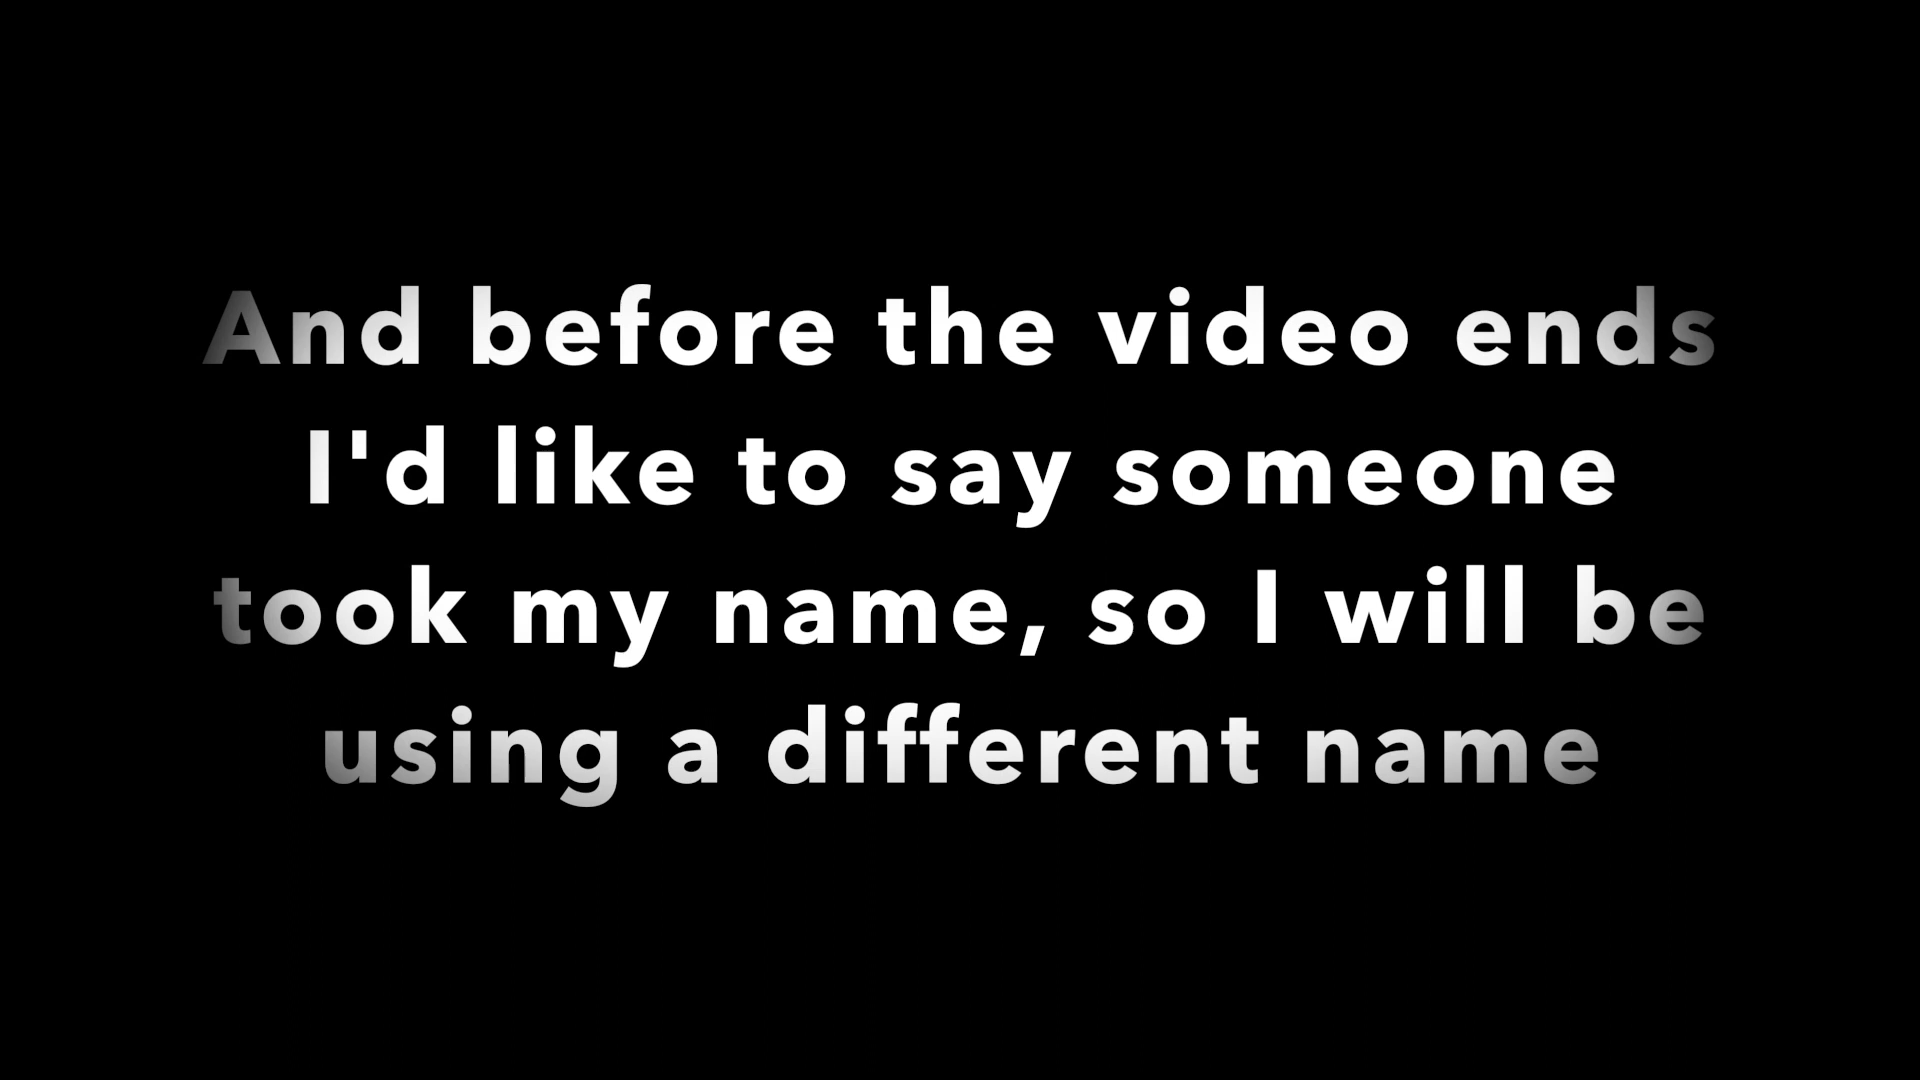 And before the video ends
I'd like to say someone
took my name, so I will be
using a different name